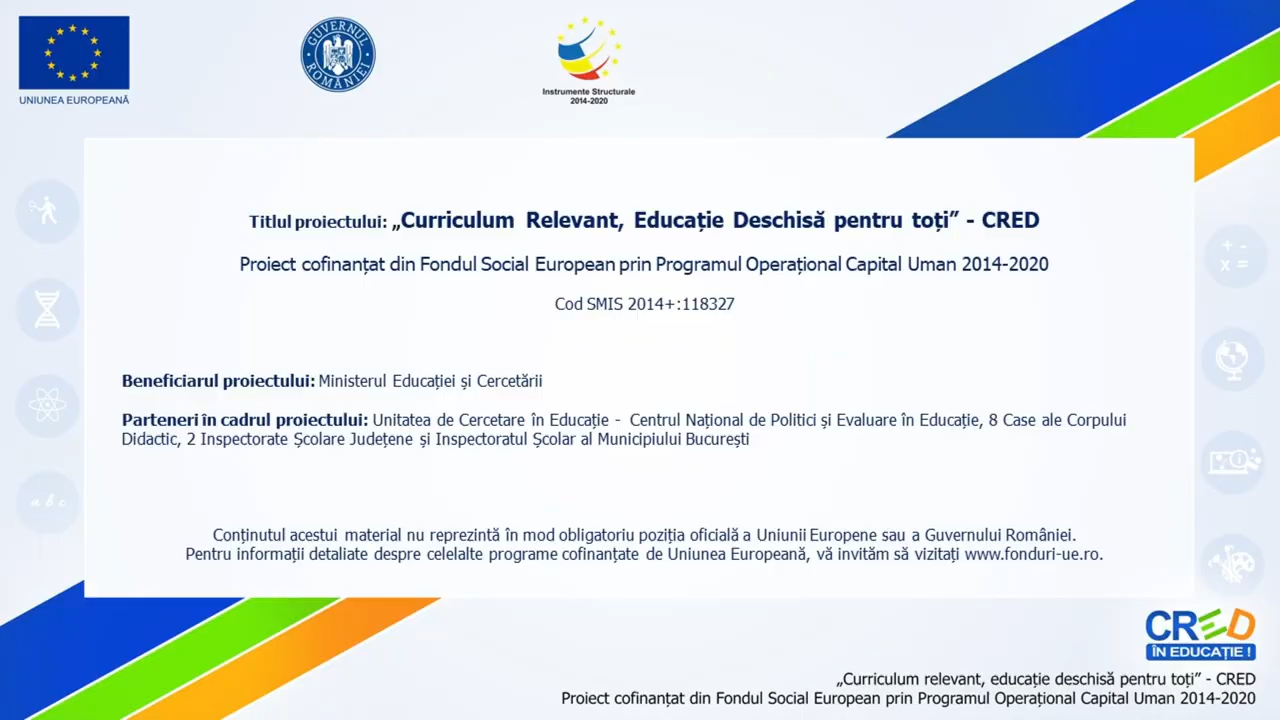 UNIUNEA EUROPEANĂ
GUVERNUL ROMÂNIEI
Instrumente Structurale
2014-2020
Titlul proiectului: „Curriculum Relevant, Educație Deschisă pentru toți” - CRED
Proiect cofinanțat din Fondul Social European prin Programul Operațional Capital Uman 2014-2020
Cod SMIS 2014+:118327
Beneficiarul proiectului: Ministerul Educației și Cercetării
Parteneri în cadrul proiectului: Unitatea de Cercetare în Educație - Centrul Național de Politici și Evaluare în Educație, 8 Case ale Corpului
Didactic, 2 Inspectorate Școlare Județene și Inspectoratul Școlar al Municipiului București
Conținutul acestui material nu reprezintă în mod obligatoriu poziția oficială a Uniunii Europene sau a Guvernului României.
Pentru informații detaliate despre celelalte programe cofinanțate de Uniunea Europeană, vă invităm să vizitați www.fonduri-ue.ro.
+ -
x =
a b c
CRED
ÎN EDUCAȚIE !
„Curriculum relevant, educație deschisă pentru toți” - CRED
Proiect cofinanțat din Fondul Social European prin Programul Operațional Capital Uman 2014-2020